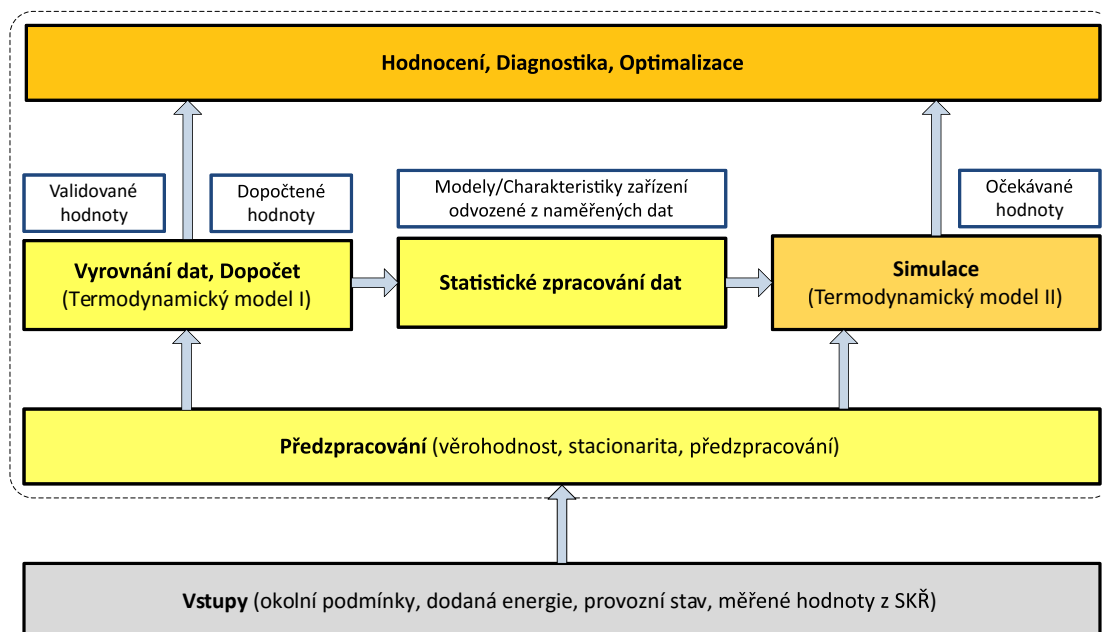 Hodnocení, Diagnostika, Optimalizace
Validované
hodnoty
Dopočtené
hodnoty
Modely/Charakteristiky zařízení
odvozené z naměřených dat
Očekávané
hodnoty
Vyrovnání dat, Dopočet
(Termodynamický model I)
Statistické zpracování dat
Simulace
(Termodynamický model II)
Předzpracování (věrohodnost, stacionarita, předzpracování)
Vstupy (okolní podmínky, dodaná energie, provozní stav, měřené hodnoty z SKŘ)